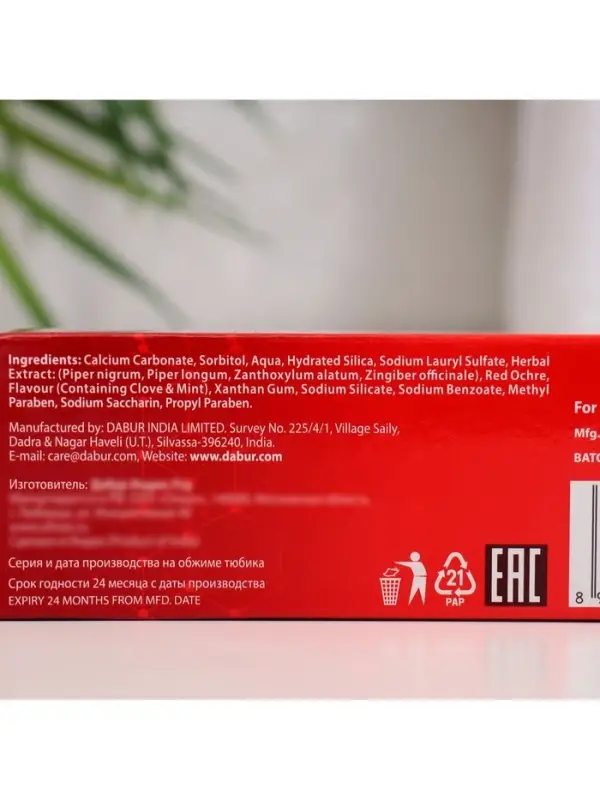 Ingredients: Calcium Carbonate, Sorbitol, Aqua, Hydrated Silica, Sodium Lauryl Sulfate, Herbal
Extract: (Piper nigrum, Piper longum, Zanthoxylum alatum, Zingiber officinale), Red Ochre,
Flavour (Containing Clove & Mint), Xanthan Gum, Sodium Silicate, Sodium Benzoate, Methyl
Paraben, Sodium Saccharin, Propyl Paraben.
Manufactured by: DABUR INDIA LIMITED. Survey No. 225/4/1, Village Saily,
Dadra & Nagar Haveli (U.T.), Silvassa-396240, India.
E-mail: care@dabur.com, Website: www.dabur.com
Изготовитель:
Серия и дата производства на обжиме тюбика
Срок годности 24 месяца с даты производства
EXPIRY 24 MONTHS FROM MFD. DATE
21
PAP
EAC
For
Mfg.
BATC
8